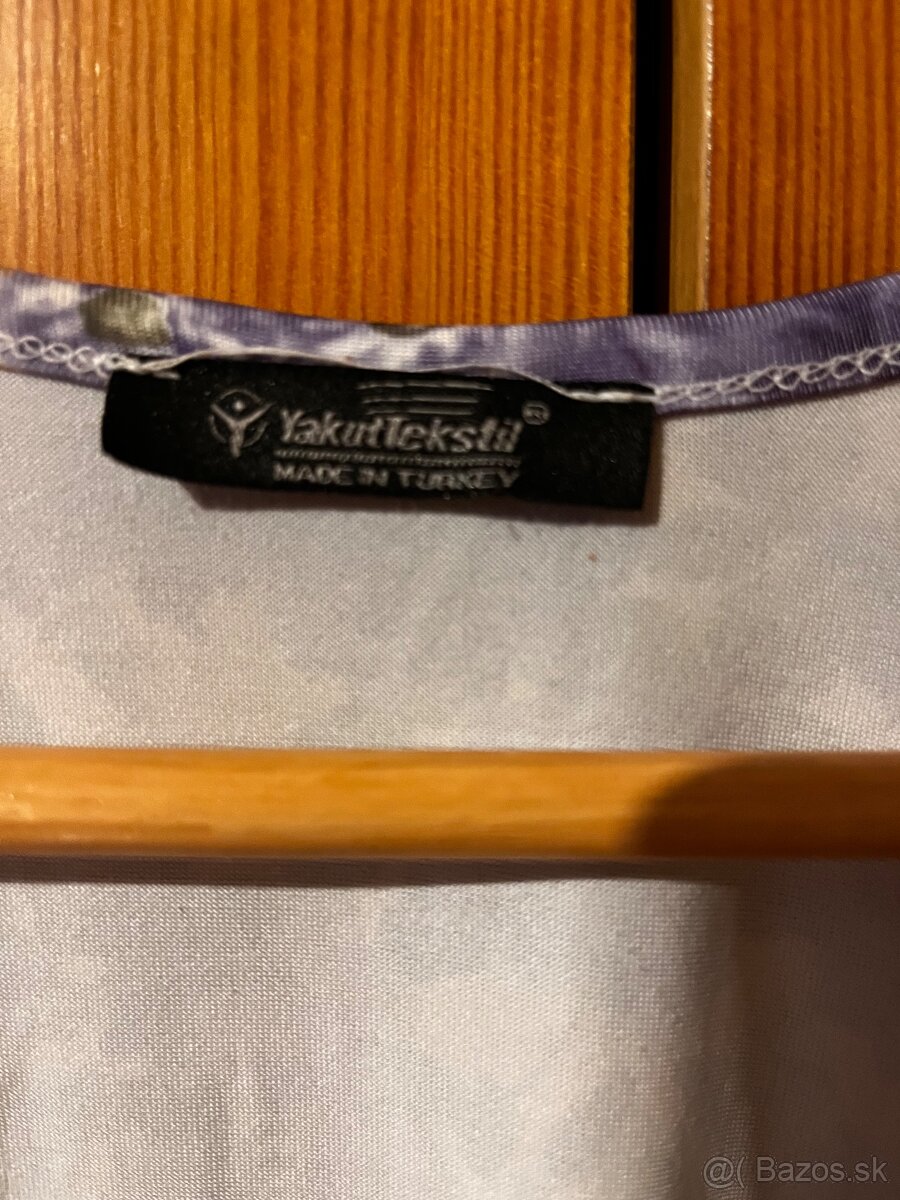 YakutTekstil®
MADE IN TURKEY
@( Bazos.sk